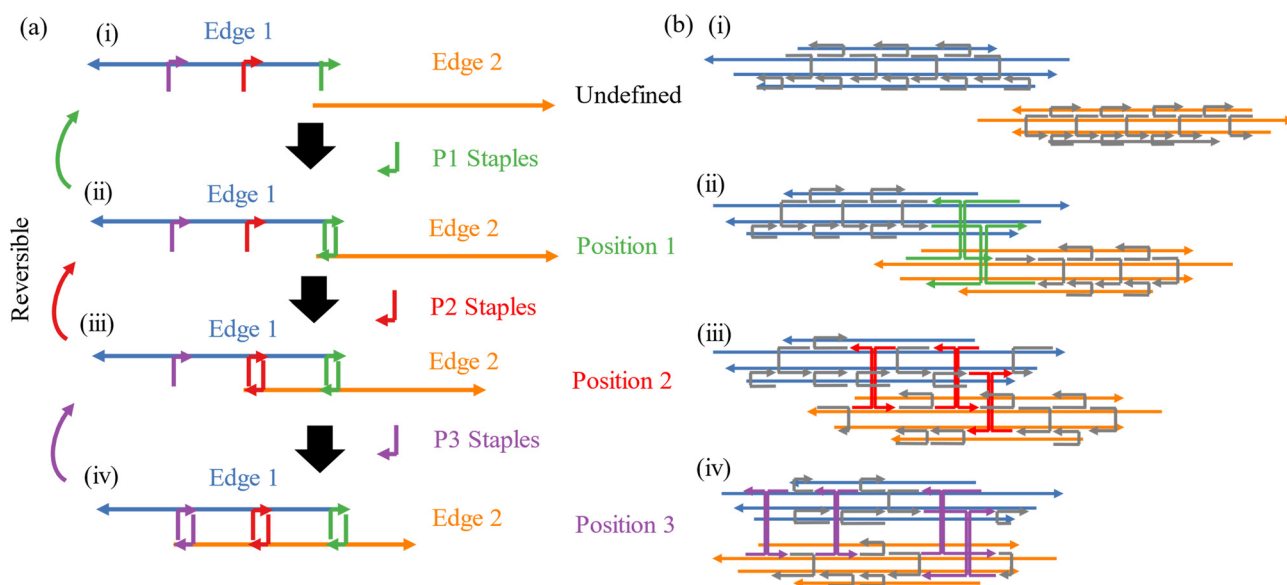 (a)
(i)
Edge 1
Edge 2
Undefined
P1 Staples
(ii)
Edge 1
Edge 2
Position 1
P2 Staples
(iii)
Edge 1
Edge 2
Position 2
P3 Staples
(iv)
Edge 1
Edge 2
Position 3
Reversible
(b)
(i)
(ii)
(iii)
(iv)